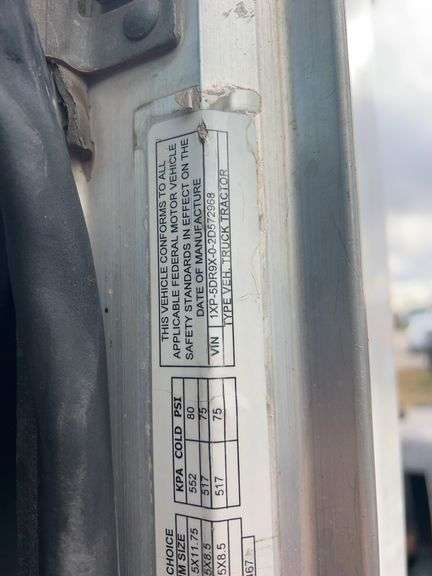 CHOICE
M SIZE KPA COLD PSI
5X11.75 552 80
5X8.5 517 75
5X8.5 517 75
THIS VEHICLE CONFORMS TO ALL
APPLICABLE FEDERAL MOTOR VEHICLE
SAFETY STANDARDS IN EFFECT ON THE
DATE OF MANUFACTURE
VIN 1XP-5DR9X-0-2D572968
TYPE VEH. TRUCK TRACTOR